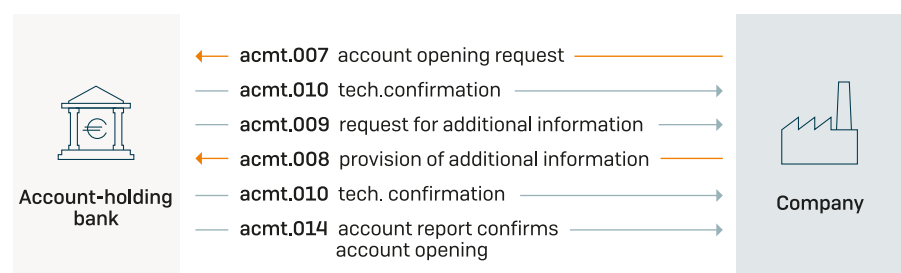 acmt.007 account opening request
acmt.010 tech.confirmation
acmt.009 request for additional information
acmt.008 provision of additional information
acmt.010 tech. confirmation
acmt.014 account report confirms
account opening
€
Account-holding
bank
Company